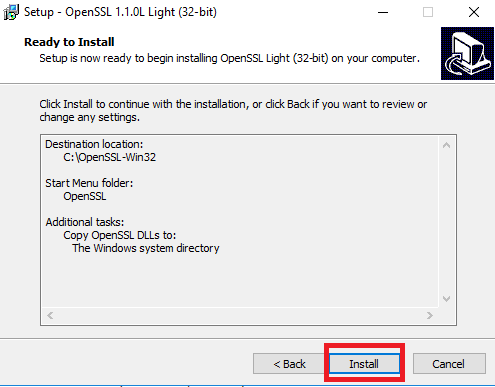 Setup - OpenSSL 1.1.0L Light (32-bit)
Ready to Install
Setup is now ready to begin installing OpenSSL Light (32-bit) on your computer.
Click Install to continue with the installation, or click Back if you want to review or
change any settings.
Destination location:
C:\OpenSSL-Win32
Start Menu folder:
OpenSSL
Additional tasks:
Copy OpenSSL DLLs to:
The Windows system directory
< Back
Install
Cancel